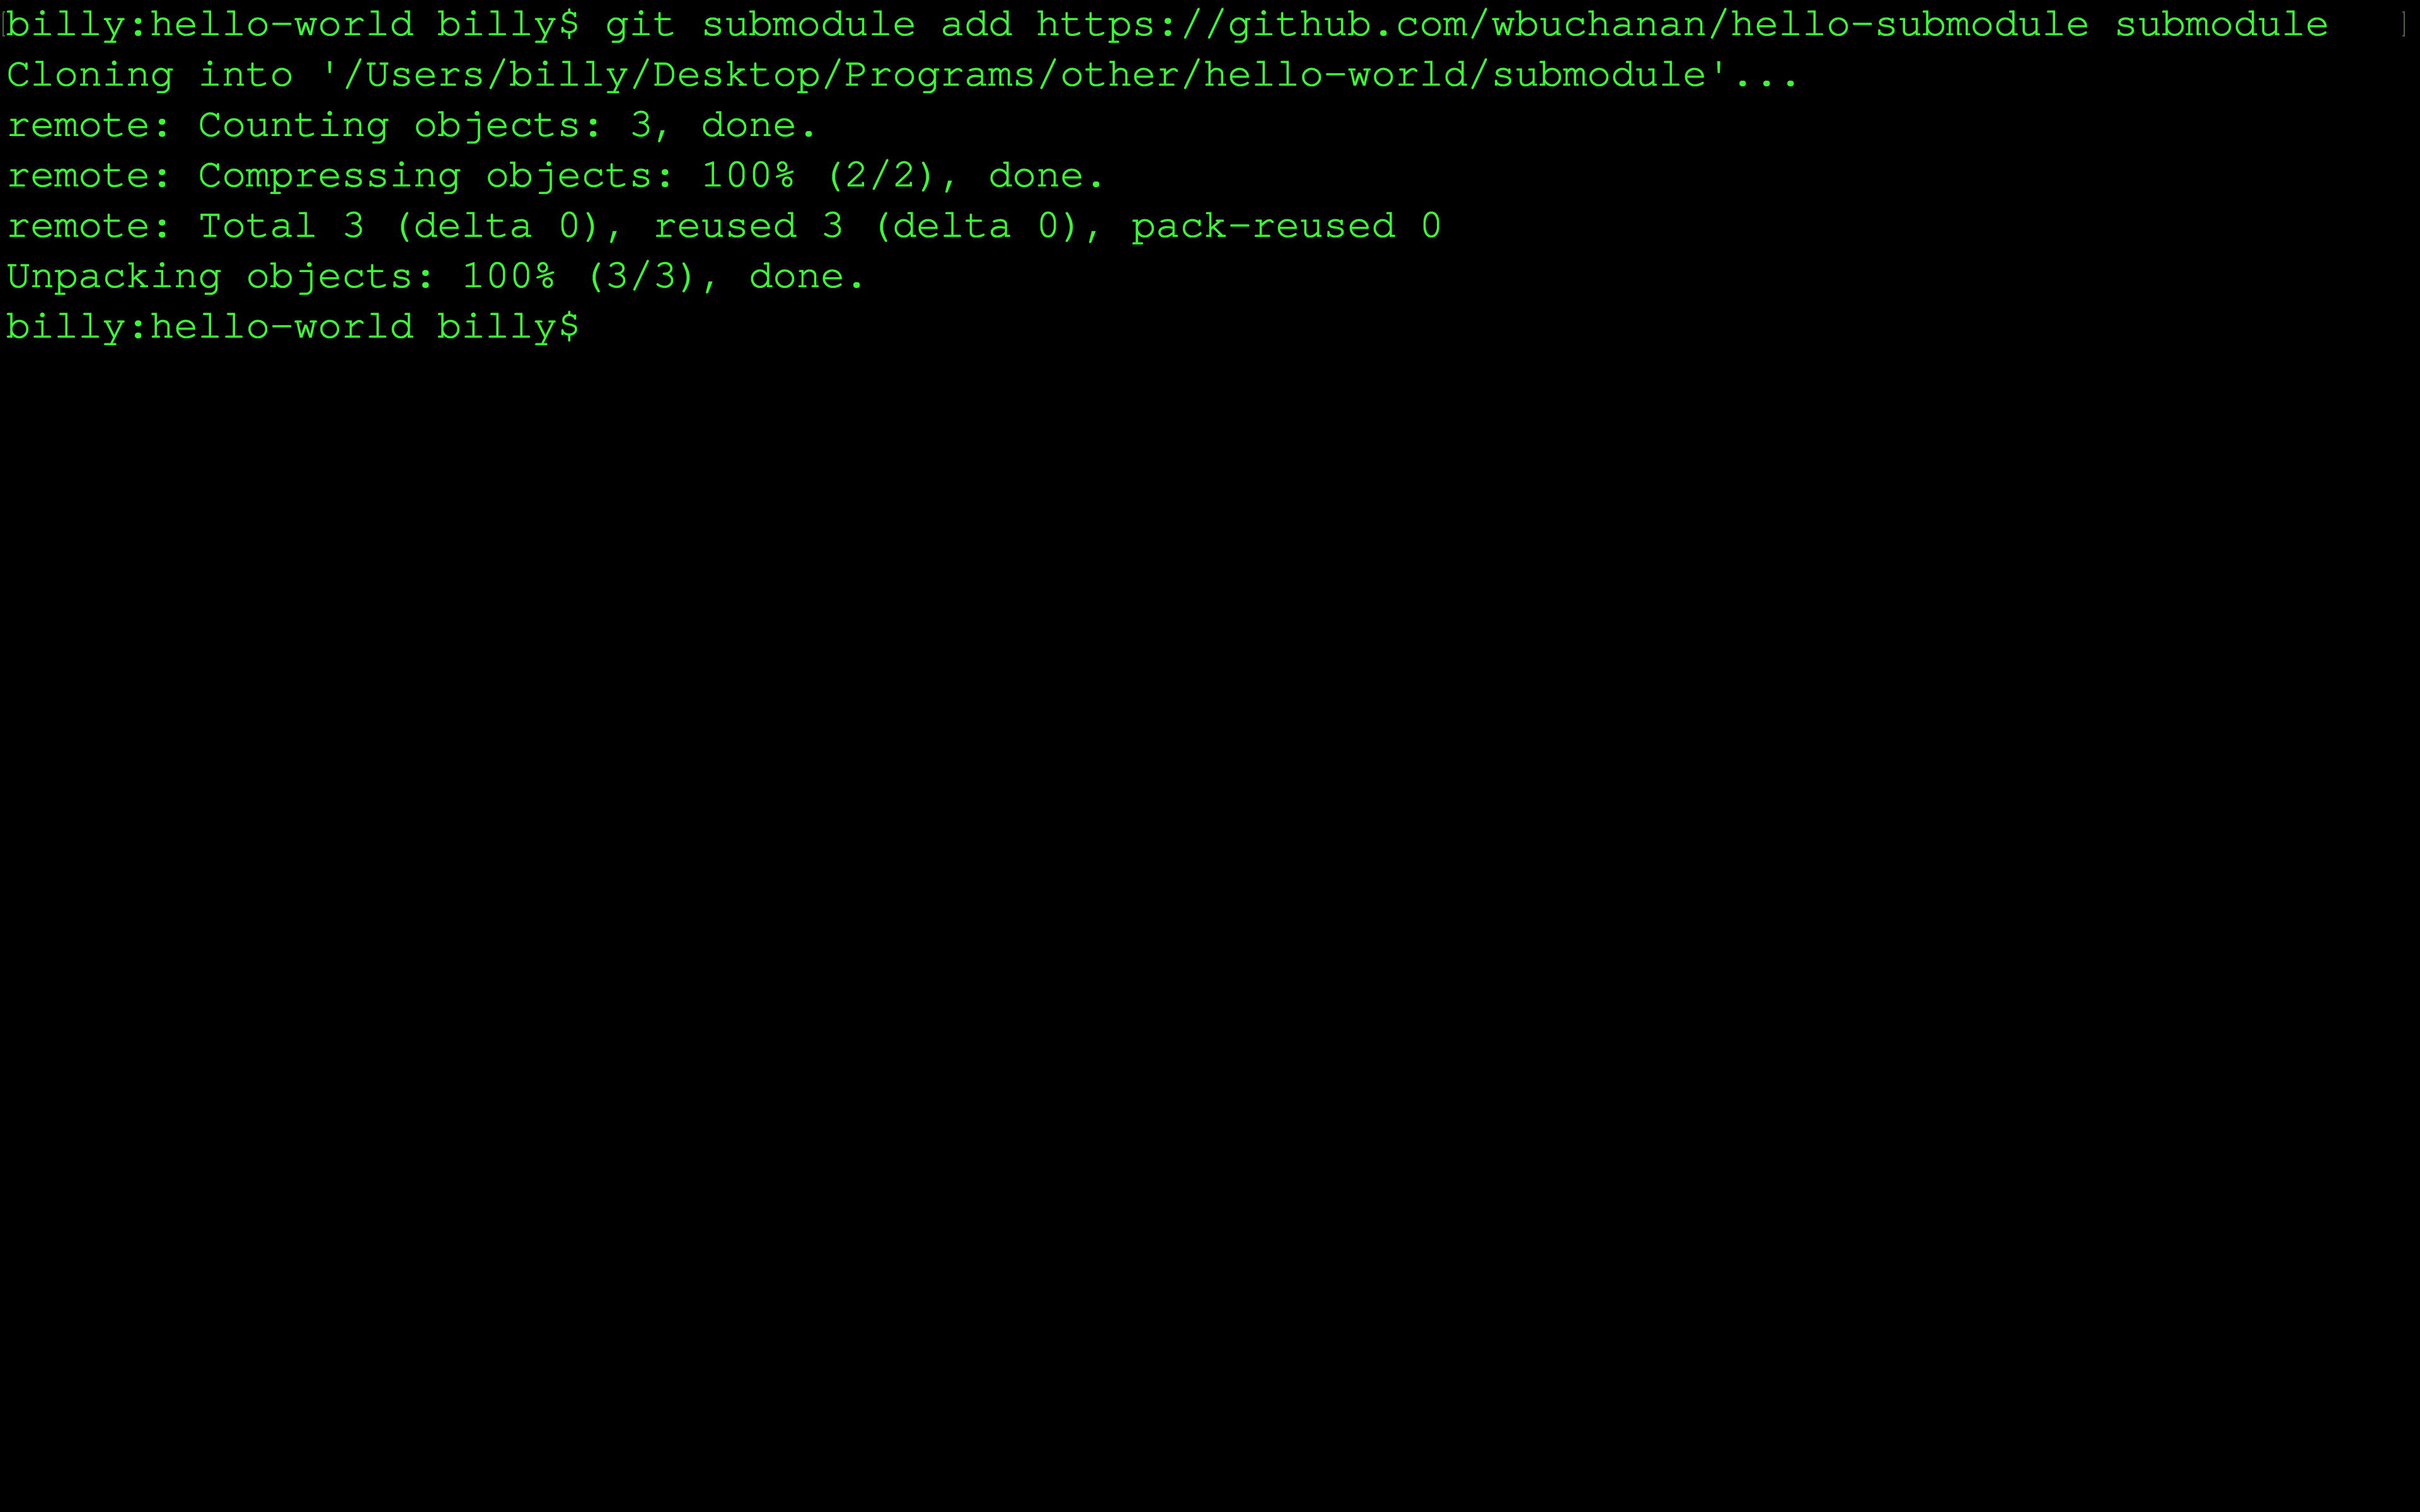 billy:hello-world billy$ git submodule add https://github.com/wbuchanan/hello-submodule submodule
Cloning into '/Users/billy/Desktop/Programs/other/hello-world/submodule'...
remote: Counting objects: 3, done.
remote: Compressing objects: 100% (2/2), done.
remote: Total 3 (delta 0), reused 3 (delta 0), pack-reused 0
Unpacking objects: 100% (3/3), done.
billy:hello-world billy$